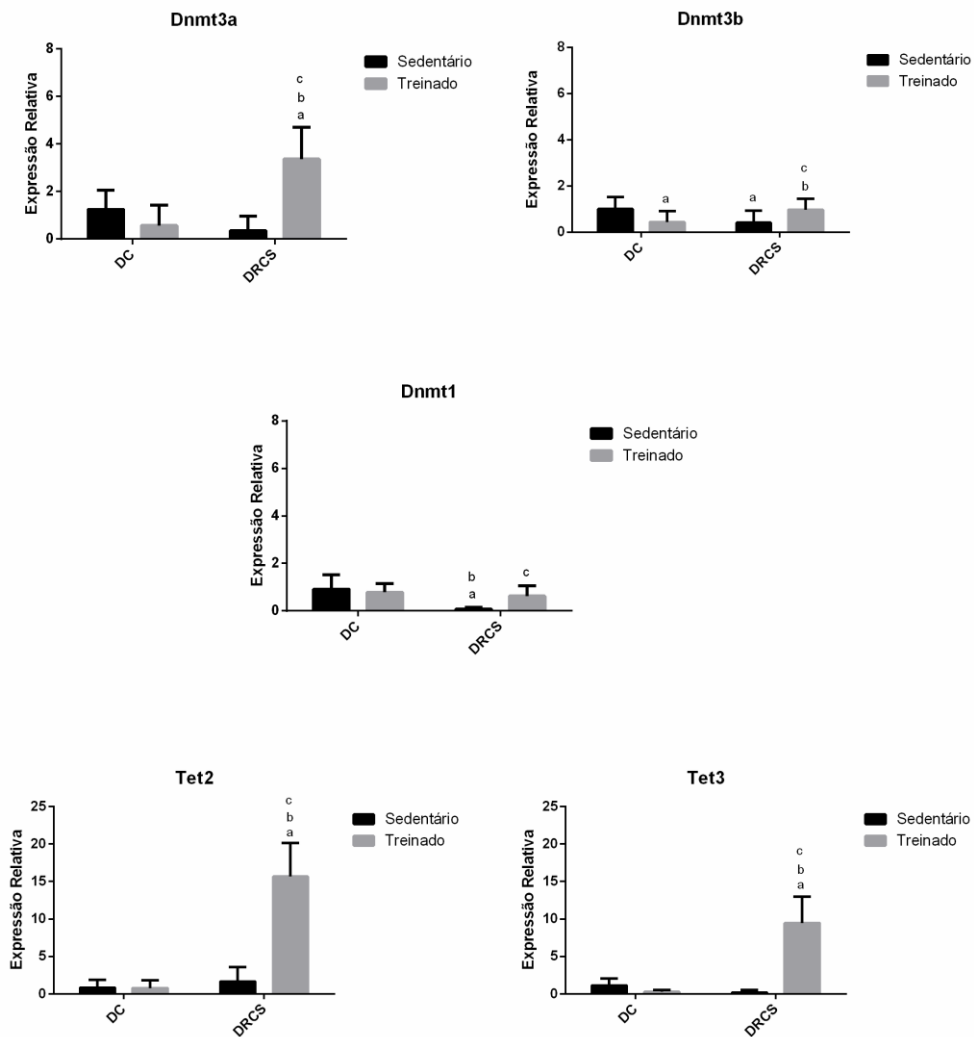 Dnmt3a
Expressão Relativa
8
6
4
2
0
c
b
a
DC
DRCS
Sedentário
Treinado
Dnmt3b
Expressão Relativa
8
6
4
2
0
a
a
c
b
DC
DRCS
Sedentário
Treinado
Dnmt1
Expressão Relativa
8
6
4
2
0
b
a
c
DC
DRCS
Sedentário
Treinado
Tet2
Expressão Relativa
25
20
15
10
5
0
c
b
a
DC
DRCS
Sedentário
Treinado
Tet3
Expressão Relativa
25
20
15
10
5
0
c
b
a
DC
DRCS
Sedentário
Treinado